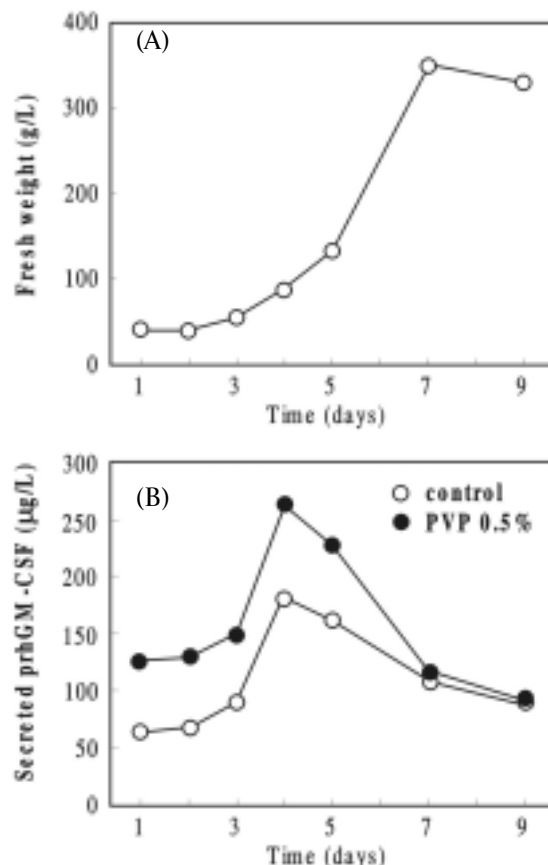 (A)
Fresh weight (g/L)
400
300
200
100
0
1 3 5 7 9
Time (days)
(B)
control
PVP 0.5%
Secreted prhGM-CSF (μg/L)
300
250
200
150
100
50
0
1 3 5 7 9
Time (days)